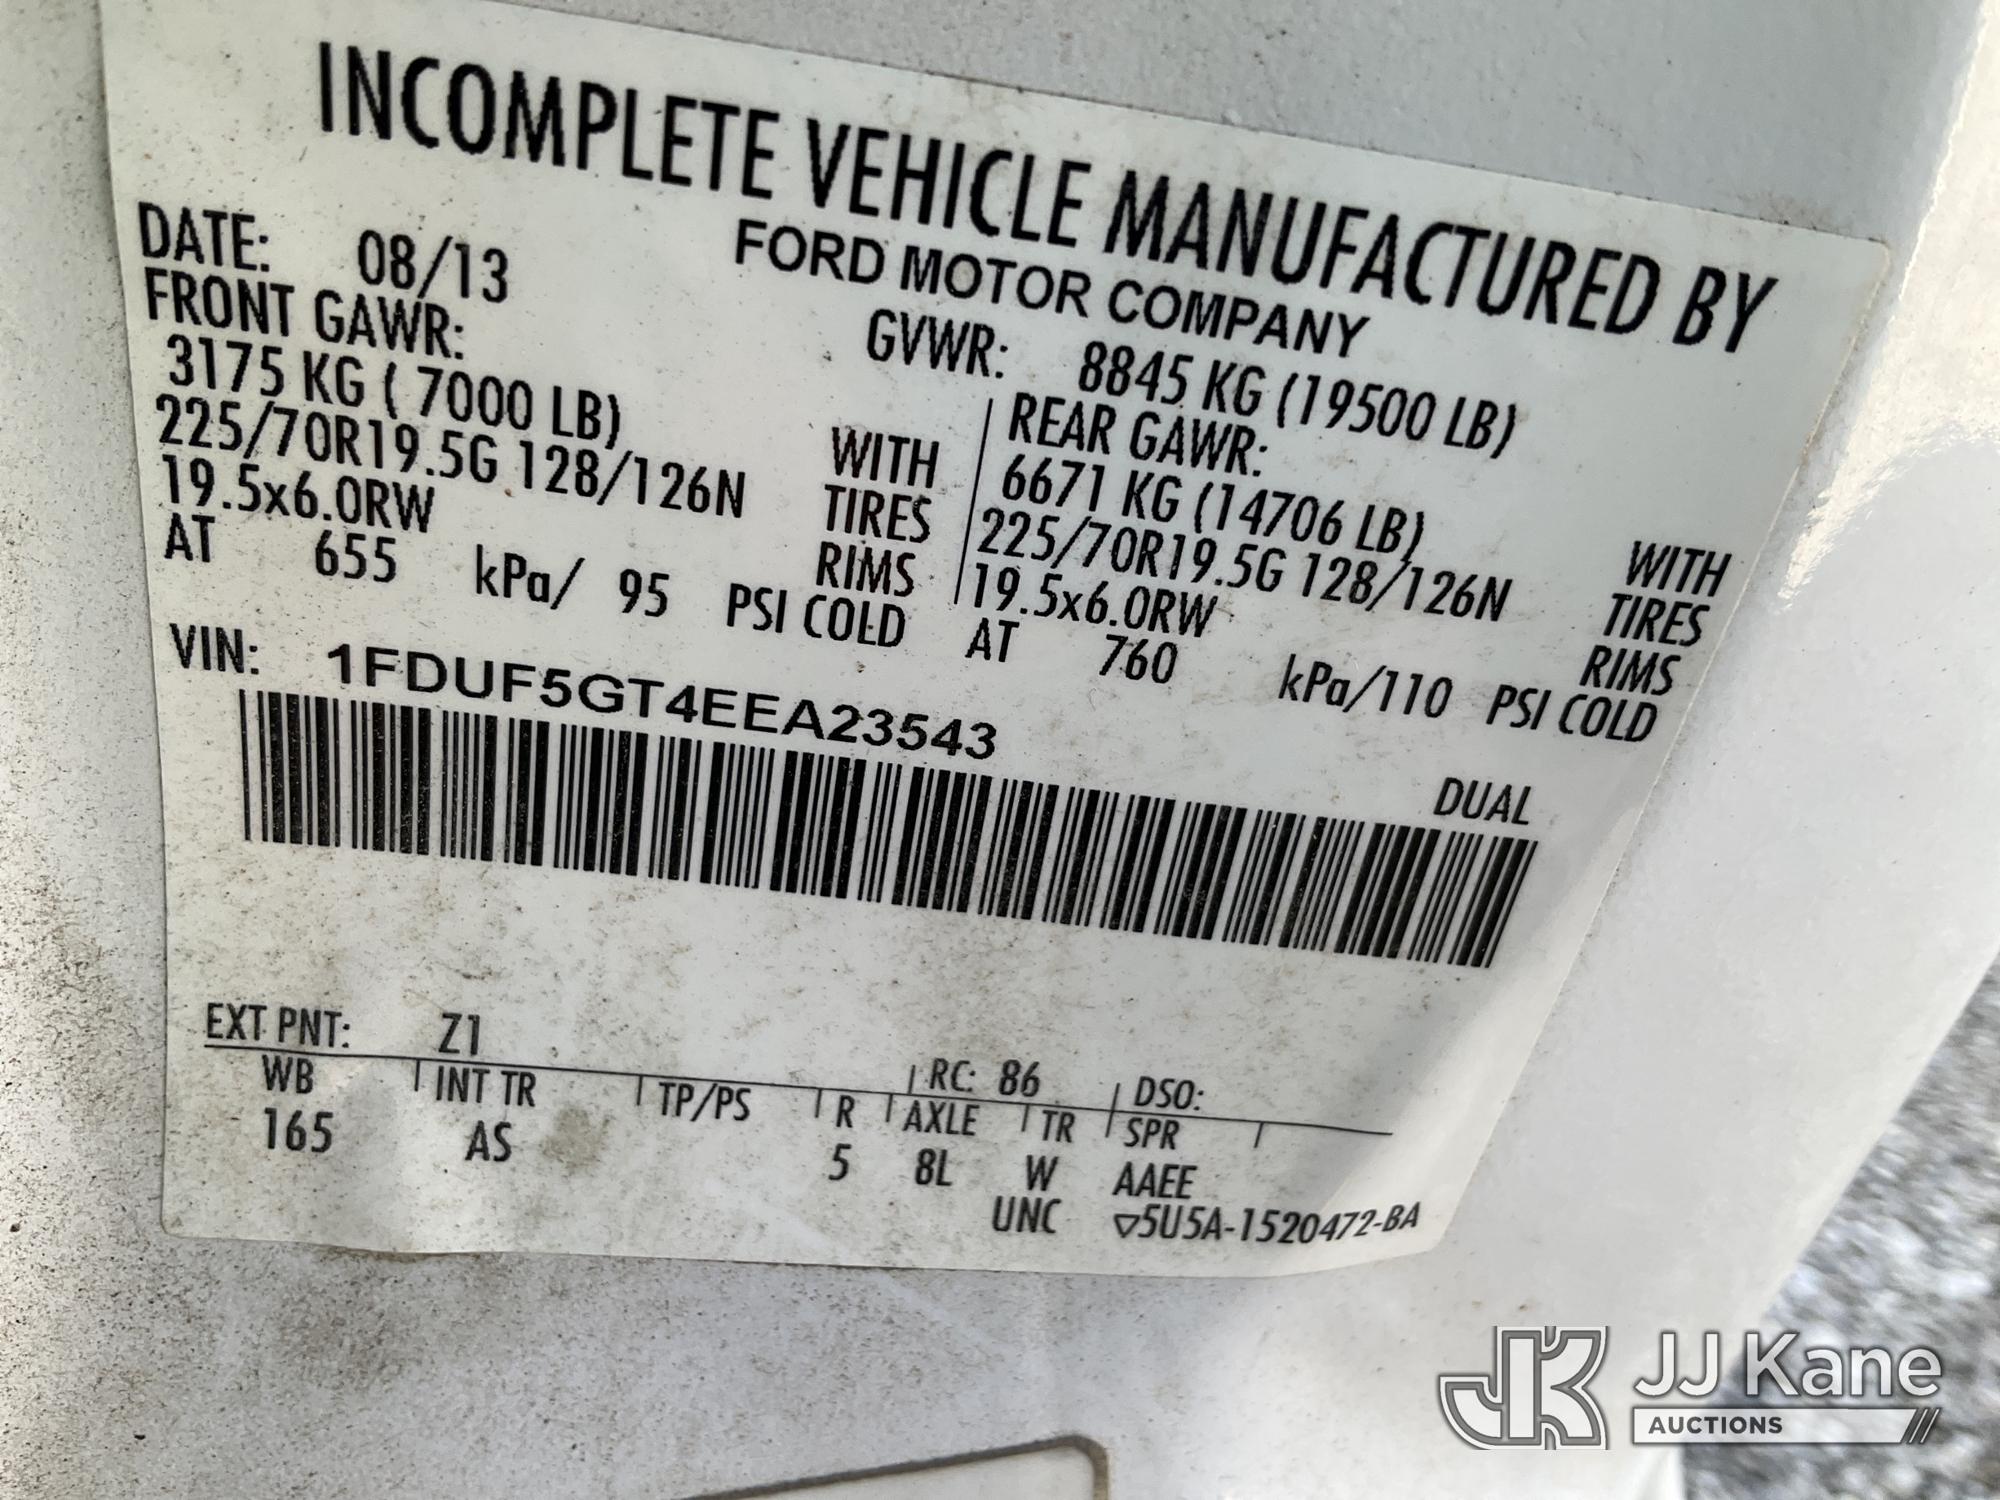 INCOMPLETE VEHICLE MANUFACTURED BY
FORD MOTOR COMPANY
DATE: 08/13
GVWR: 8845 KG (19500 LB)
FRONT GAWR:
3175 KG ( 7000 LB)
225/70R19.5G 128/126N
19.5x6.0RW
AT 655 kPa/ 95 PSI COLD
WITH
TIRES
RIMS
REAR GAWR:
6671 KG (14706 LB)
225/70R19.5G 128/126N
19.5x6.0RW
AT 760 kPa/110 PSI COLD
WITH
TIRES
RIMS
VIN: 1FDUF5GT4EEA23543
DUAL
EXT PNT: Z1 RC: 86 DSO:
WB INT TR TP/PS R AXLE TR SPR
165 AS 5 8L W AAEE
UNC ▽5U5A-1520472-BA
JK JJ Kane
AUCTIONS